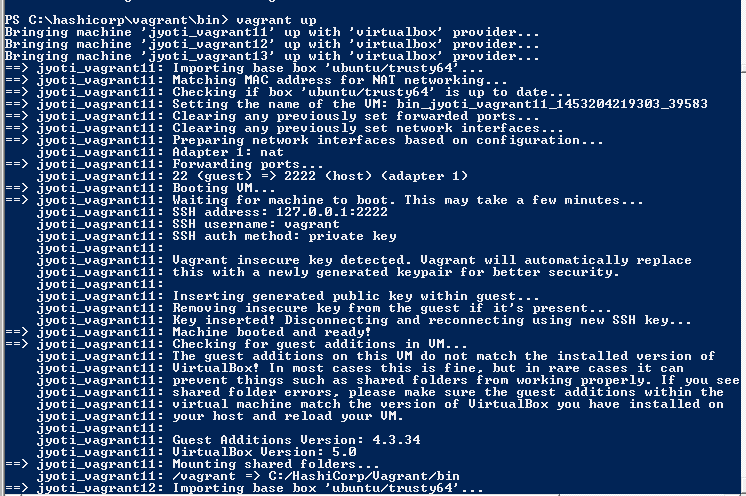 PS C:\hashicorp\vagrant\bin> vagrant up
Bringing machine 'jyoti_vagrant11' up with 'virtualbox' provider...
Bringing machine 'jyoti_vagrant12' up with 'virtualbox' provider...
Bringing machine 'jyoti_vagrant13' up with 'virtualbox' provider...
==> jyoti_vagrant11: Importing base box 'ubuntu/trusty64'...
==> jyoti_vagrant11: Matching MAC address for NAT networking...
==> jyoti_vagrant11: Checking if box 'ubuntu/trusty64' is up to date...
==> jyoti_vagrant11: Setting the name of the VM: bin_jyoti_vagrant11_1453204219303_39583
==> jyoti_vagrant11: Clearing any previously set forwarded ports...
==> jyoti_vagrant11: Clearing any previously set network interfaces...
==> jyoti_vagrant11: Preparing network interfaces based on configuration...
jyoti_vagrant11: Adapter 1: nat
==> jyoti_vagrant11: Forwarding ports...
jyoti_vagrant11: 22 (guest) => 2222 (host) (adapter 1)
==> jyoti_vagrant11: Booting VM...
==> jyoti_vagrant11: Waiting for machine to boot. This may take a few minutes...
jyoti_vagrant11: SSH address: 127.0.0.1:2222
jyoti_vagrant11: SSH username: vagrant
jyoti_vagrant11: SSH auth method: private key
jyoti_vagrant11:
jyoti_vagrant11: Vagrant insecure key detected. Vagrant will automatically replace
jyoti_vagrant11: this with a newly generated keypair for better security.
jyoti_vagrant11:
jyoti_vagrant11: Inserting generated public key within guest...
jyoti_vagrant11: Removing insecure key from the guest if it's present...
jyoti_vagrant11: Key inserted! Disconnecting and reconnecting using new SSH key...
==> jyoti_vagrant11: Machine booted and ready!
==> jyoti_vagrant11: Checking for guest additions in VM...
jyoti_vagrant11: The guest additions on this VM do not match the installed version of
jyoti_vagrant11: VirtualBox! In most cases this is fine, but in rare cases it can
jyoti_vagrant11: prevent things such as shared folders from working properly. If you see
jyoti_vagrant11: shared folder errors, please make sure the guest additions within the
jyoti_vagrant11: virtual machine match the version of VirtualBox you have installed on
jyoti_vagrant11: your host and reload your VM.
jyoti_vagrant11:
jyoti_vagrant11: Guest Additions Version: 4.3.34
jyoti_vagrant11: VirtualBox Version: 5.0
==> jyoti_vagrant11: Mounting shared folders...
jyoti_vagrant11: /vagrant => C:/HashiCorp/Vagrant/bin
==> jyoti_vagrant12: Importing base box 'ubuntu/trusty64'...